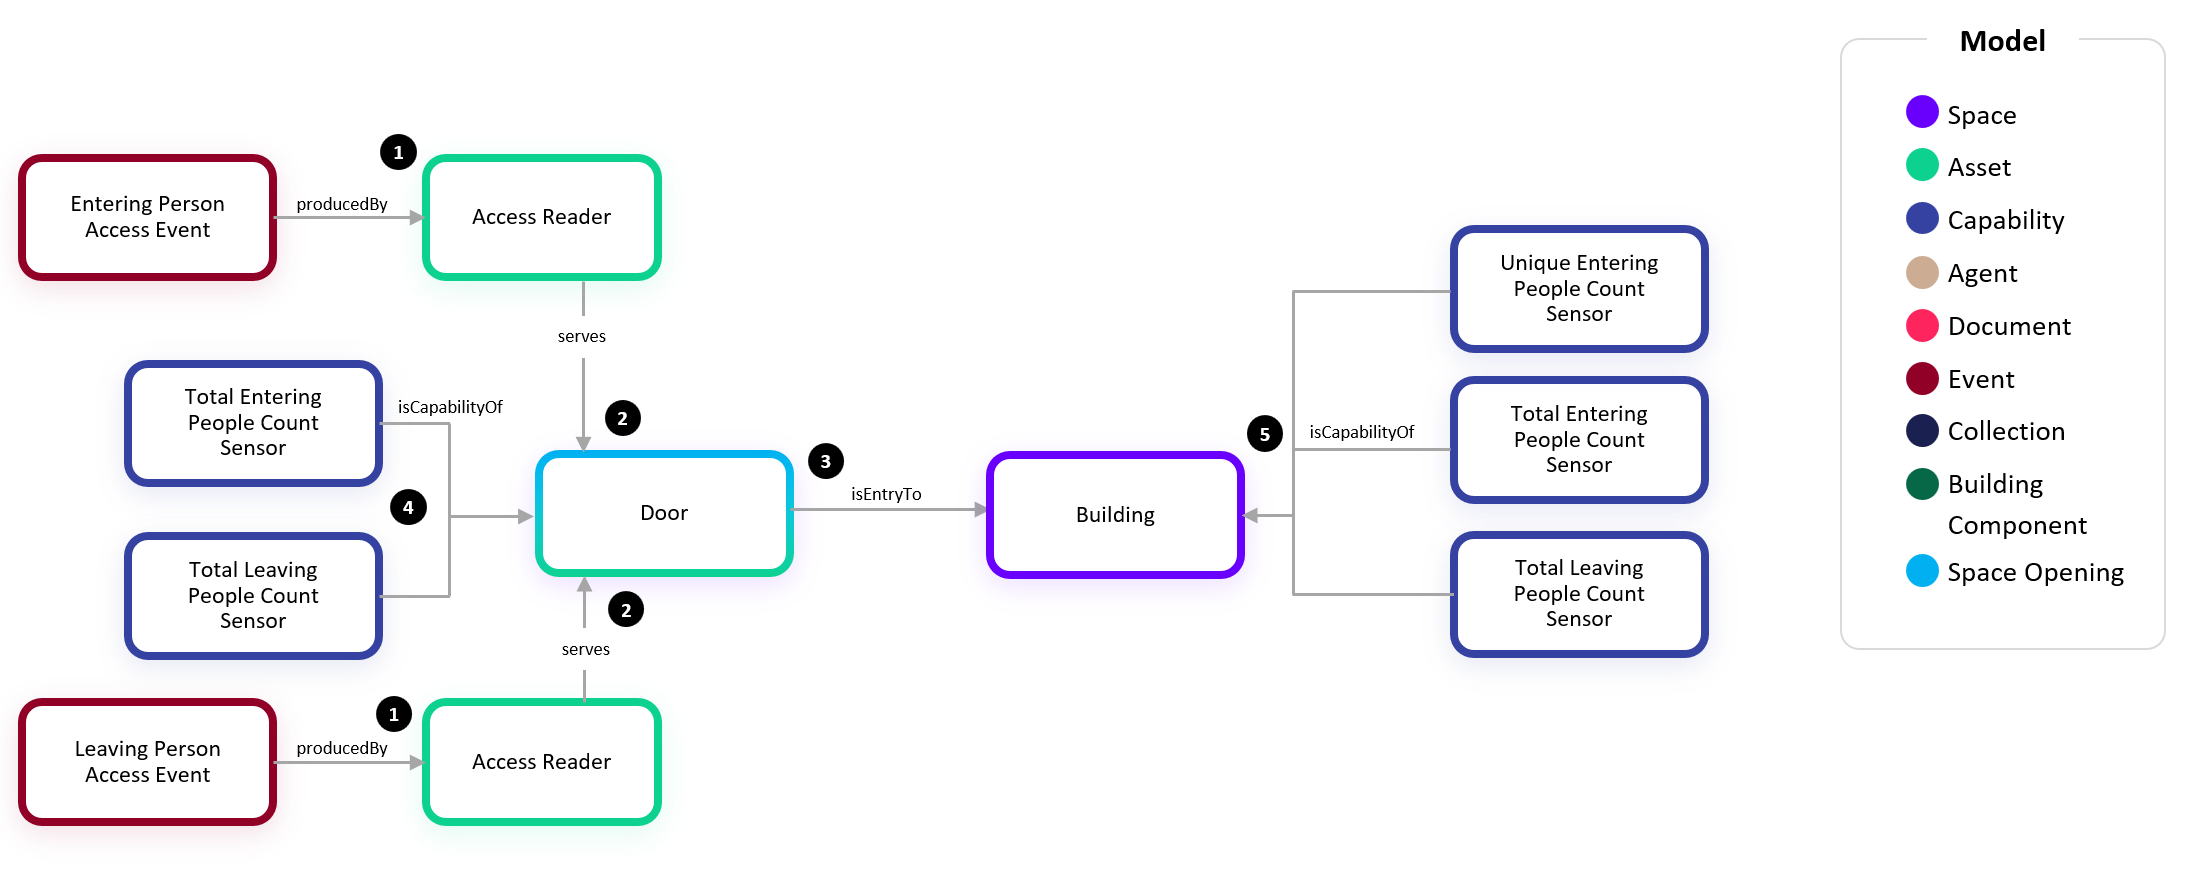 Model
Space
Asset
Capability
Agent
Document
Event
Collection
Building
Component
Space Opening
1
Entering Person
Access Event
producedBy
Access Reader
serves
2
Total Entering
People Count
Sensor
isCapabilityOf
4
Total Leaving
People Count
Sensor
Door
3
isEntryTo
Building
5
isCapabilityOf
Unique Entering
People Count
Sensor
Total Entering
People Count
Sensor
Total Leaving
People Count
Sensor
2
serves
1
Leaving Person
Access Event
producedBy
Access Reader